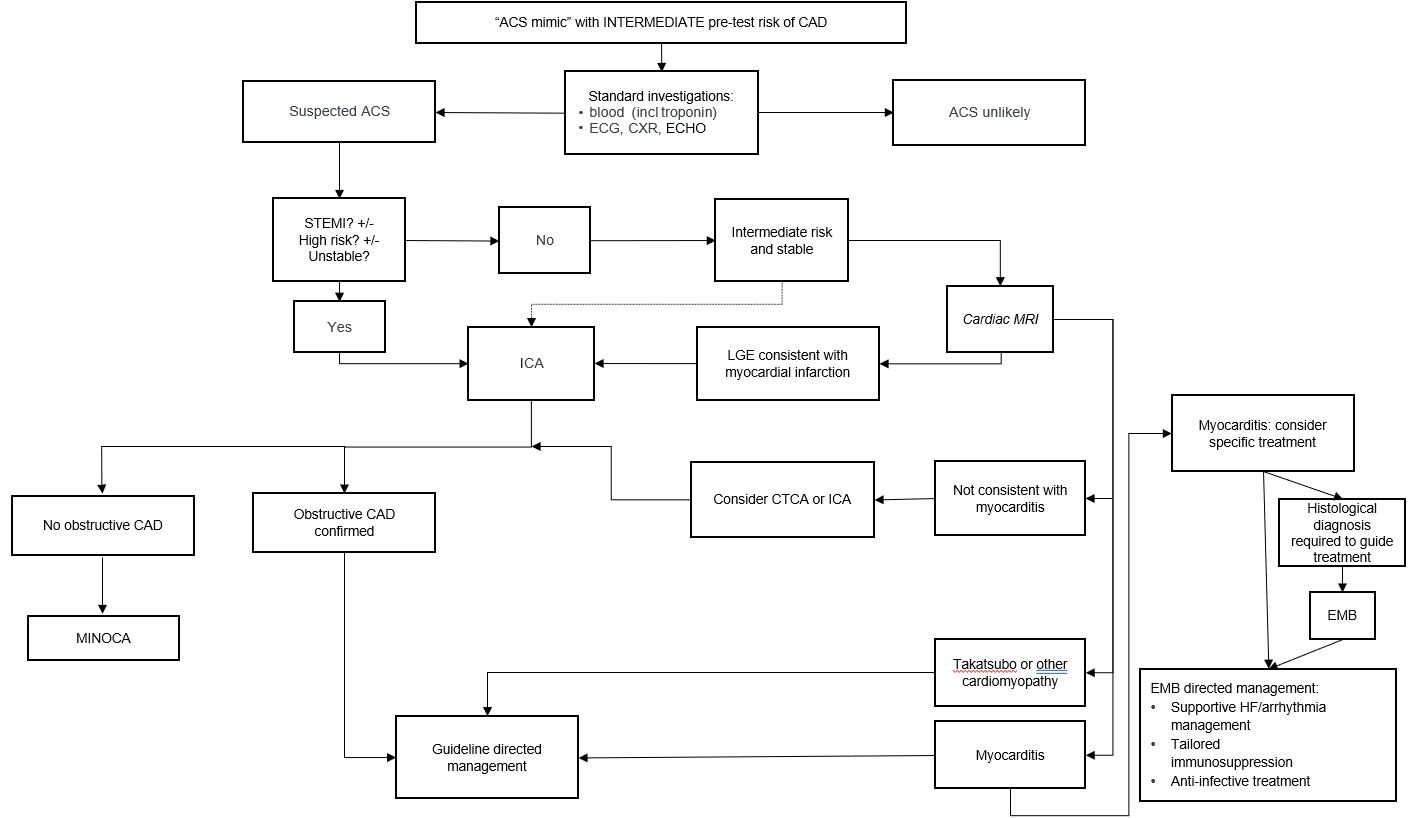 “ACS mimic” with INTERMEDIATE pre-test risk of CAD
Suspected ACS
Standard investigations:
• blood (incl troponin)
• ECG, CXR, ECHO
ACS unlikely
STEMI? +/-
High risk? +/-
Unstable?
No
Intermediate risk
and stable
Yes
ICA
LGE consistent with
myocardial infarction
Cardiac MRI
Myocarditis: consider
specific treatment
No obstructive CAD
Obstructive CAD
confirmed
Consider CTCA or ICA
Not consistent with
myocarditis
Histological
diagnosis
required to guide
treatment
MINOCA
EMB
Takatsubo or other
cardiomyopathy
Guideline directed
management
Myocarditis
EMB directed management:
• Supportive HF/arrhythmia
management
• Tailored
immunosuppression
• Anti-infective treatment